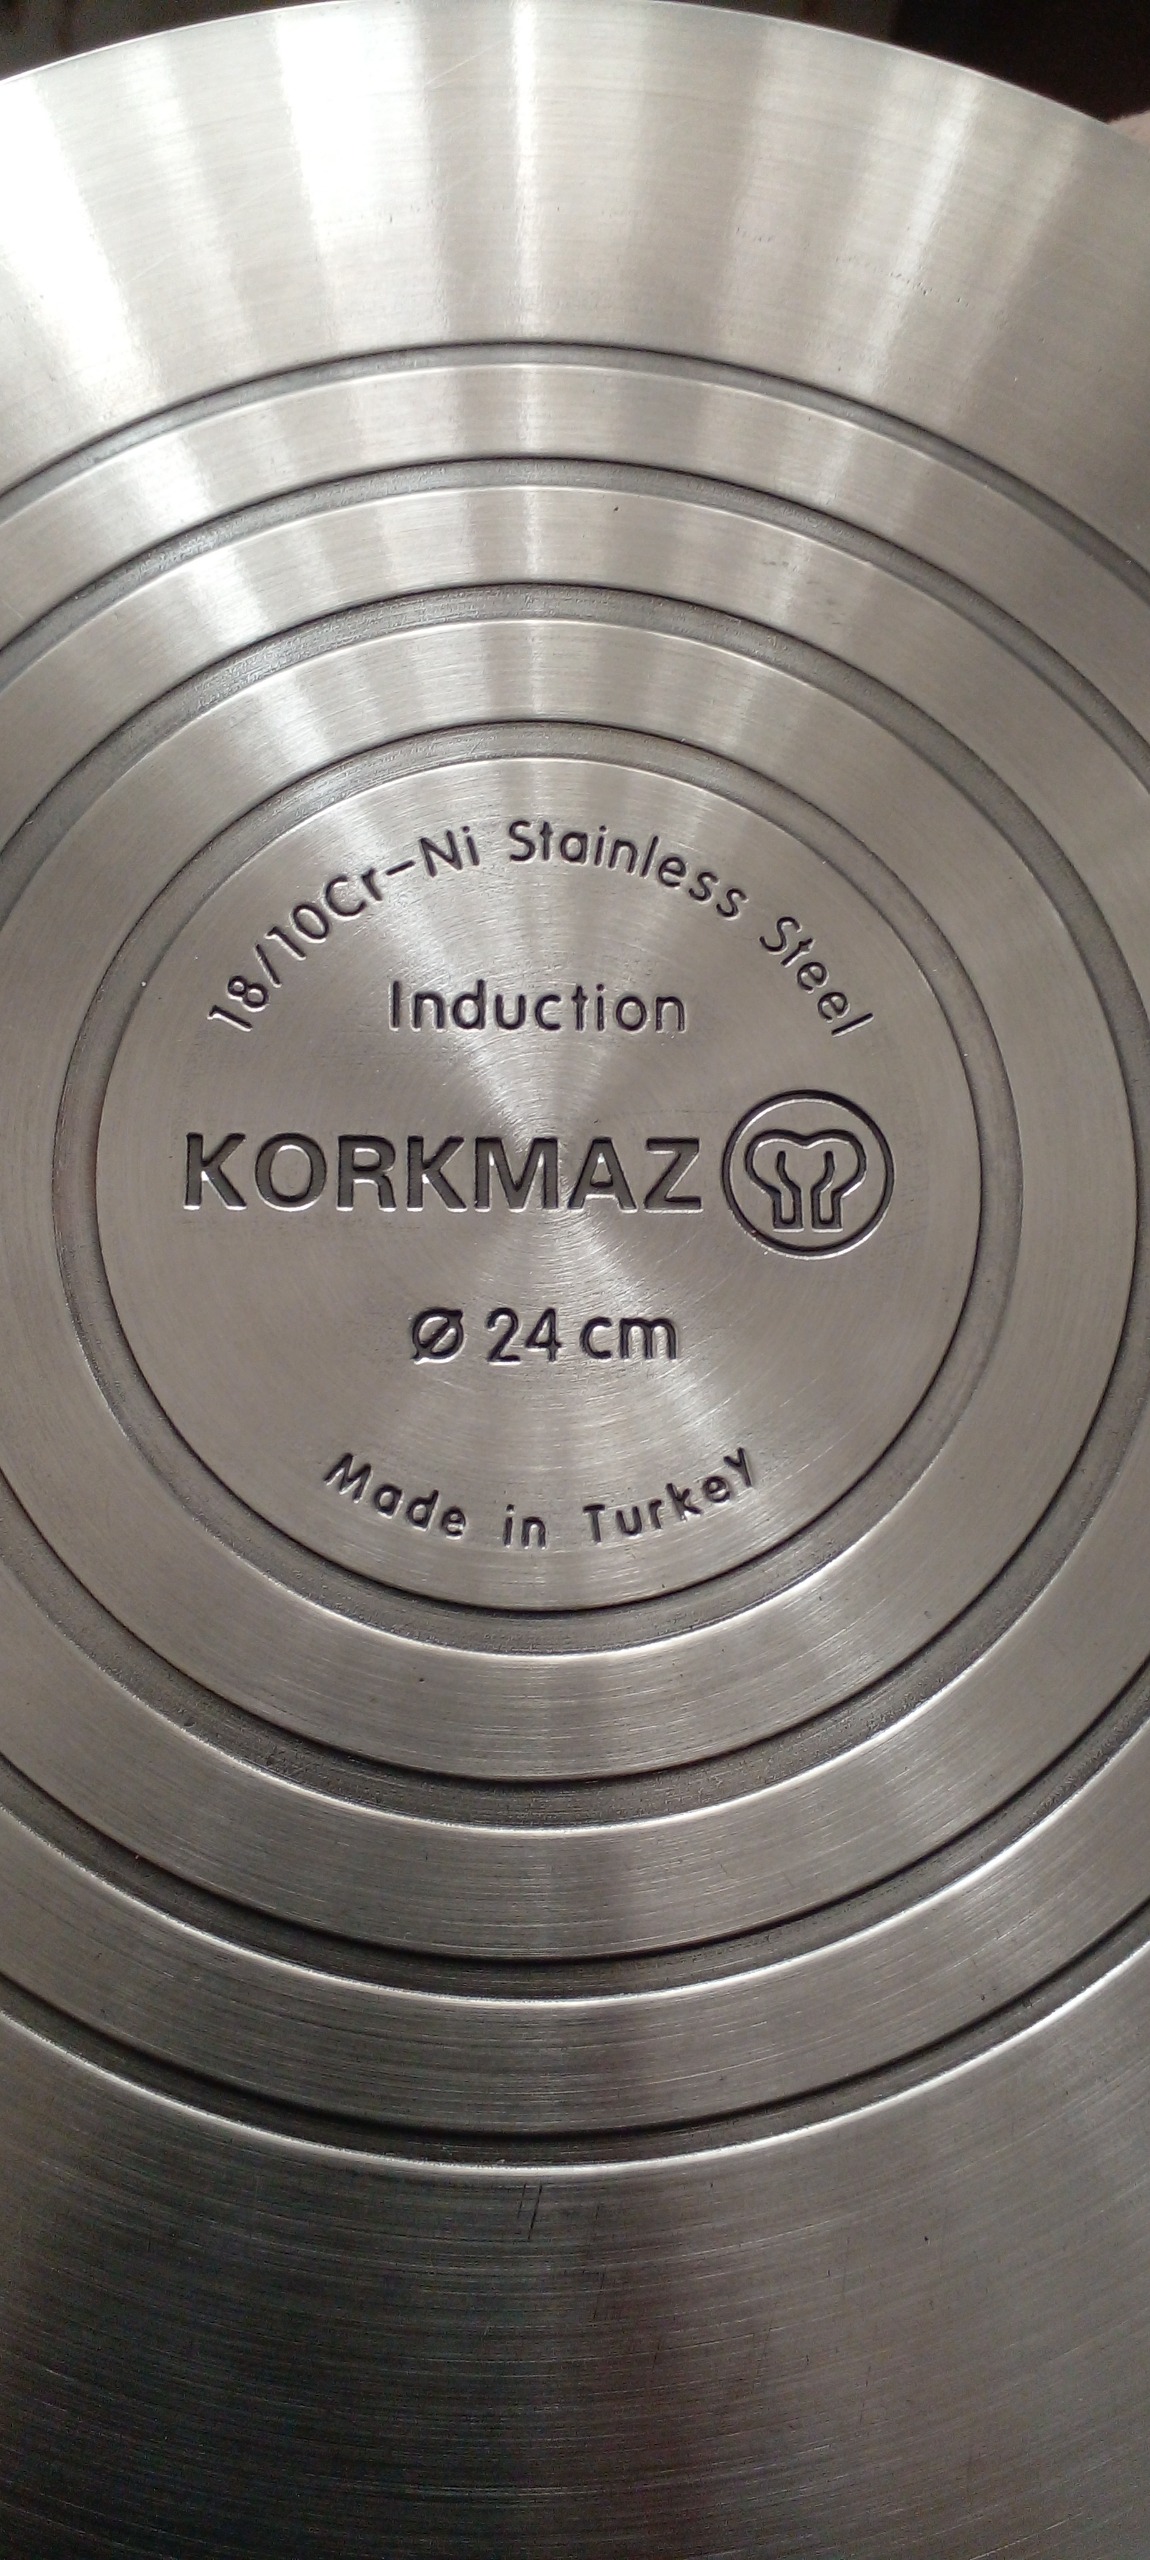 18/10Cr-Ni Stainless Steel
Induction
KORKMAZ
Ø 24 cm
Made in TurkeY